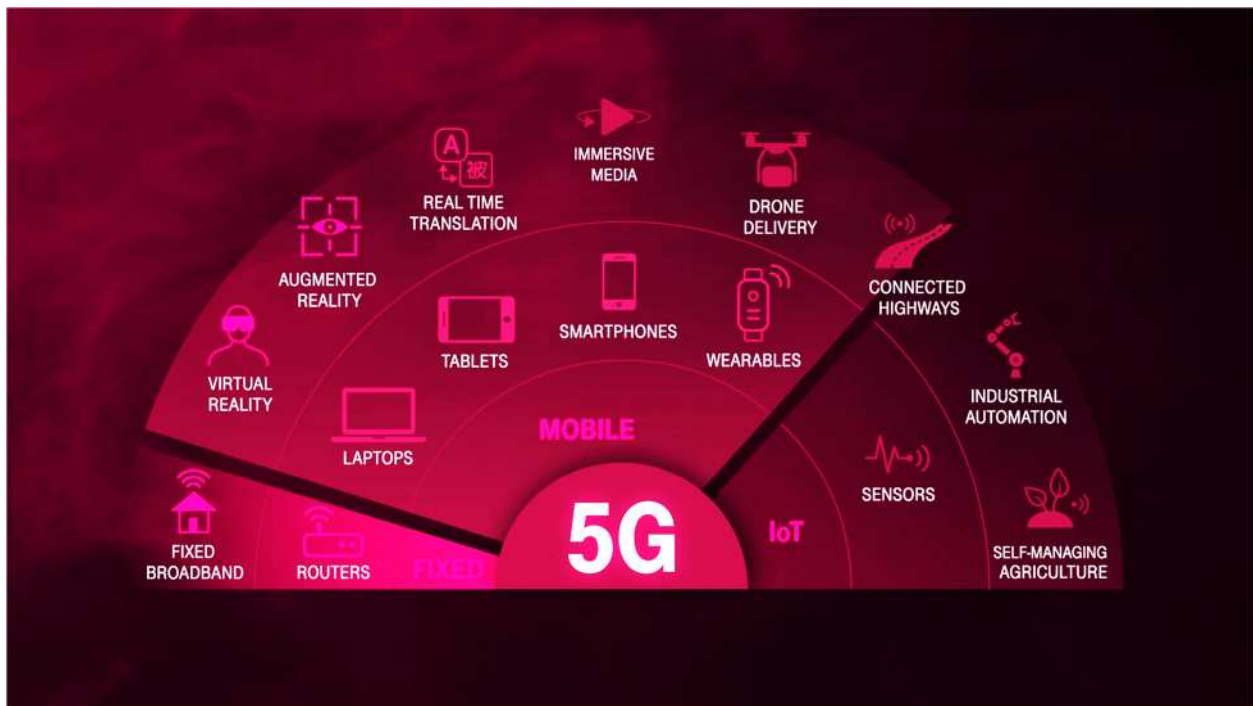 IMMERSIVE
MEDIA
A
被
REAL TIME
TRANSLATION
DRONE
DELIVERY
AUGMENTED
REALITY
CONNECTED
HIGHWAYS
SMARTPHONES
TABLETS
WEARABLES
VIRTUAL
REALITY
INDUSTRIAL
AUTOMATION
MOBILE
LAPTOPS
SENSORS
5G
IoT
FIXED
BROADBAND
ROUTERS
FIXED
SELF-MANAGING
AGRICULTURE